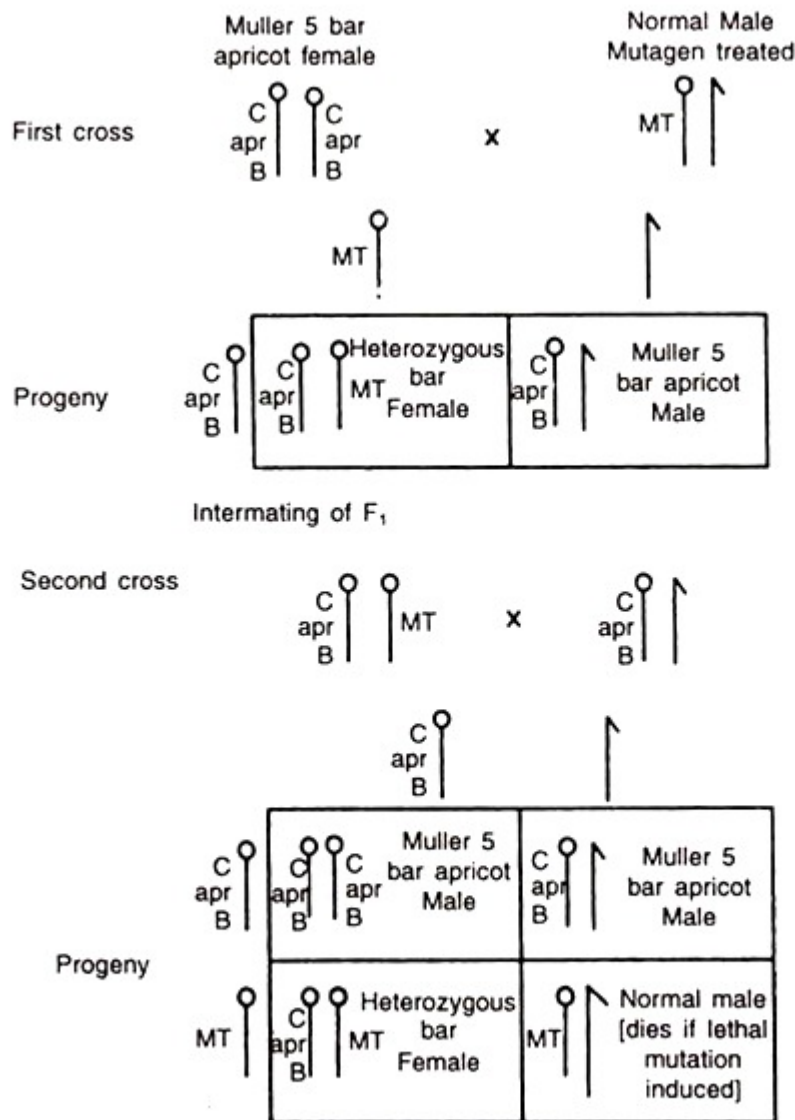 Muller 5 bar
apricot female
Normal Male
Mutagen treated
First cross
C
apr
B
C
apr
B
x
MT
MT
Progeny
C
apr
B
C
apr
B
MT
Heterozygous
bar
Female
C
apr
B
Muller 5
bar apricot
Male
Intermating of F₁
Second cross
C
apr
B
MT
x
C
apr
B
C
apr
B
Progeny
C
apr
B
C
apr
B
C
apr
B
Muller 5
bar apricot
Male
C
apr
B
Muller 5
bar apricot
Male
MT
C
apr
B
MT
Heterozygous
bar
Female
MT
Normal male
[dies if lethal
mutation
induced]